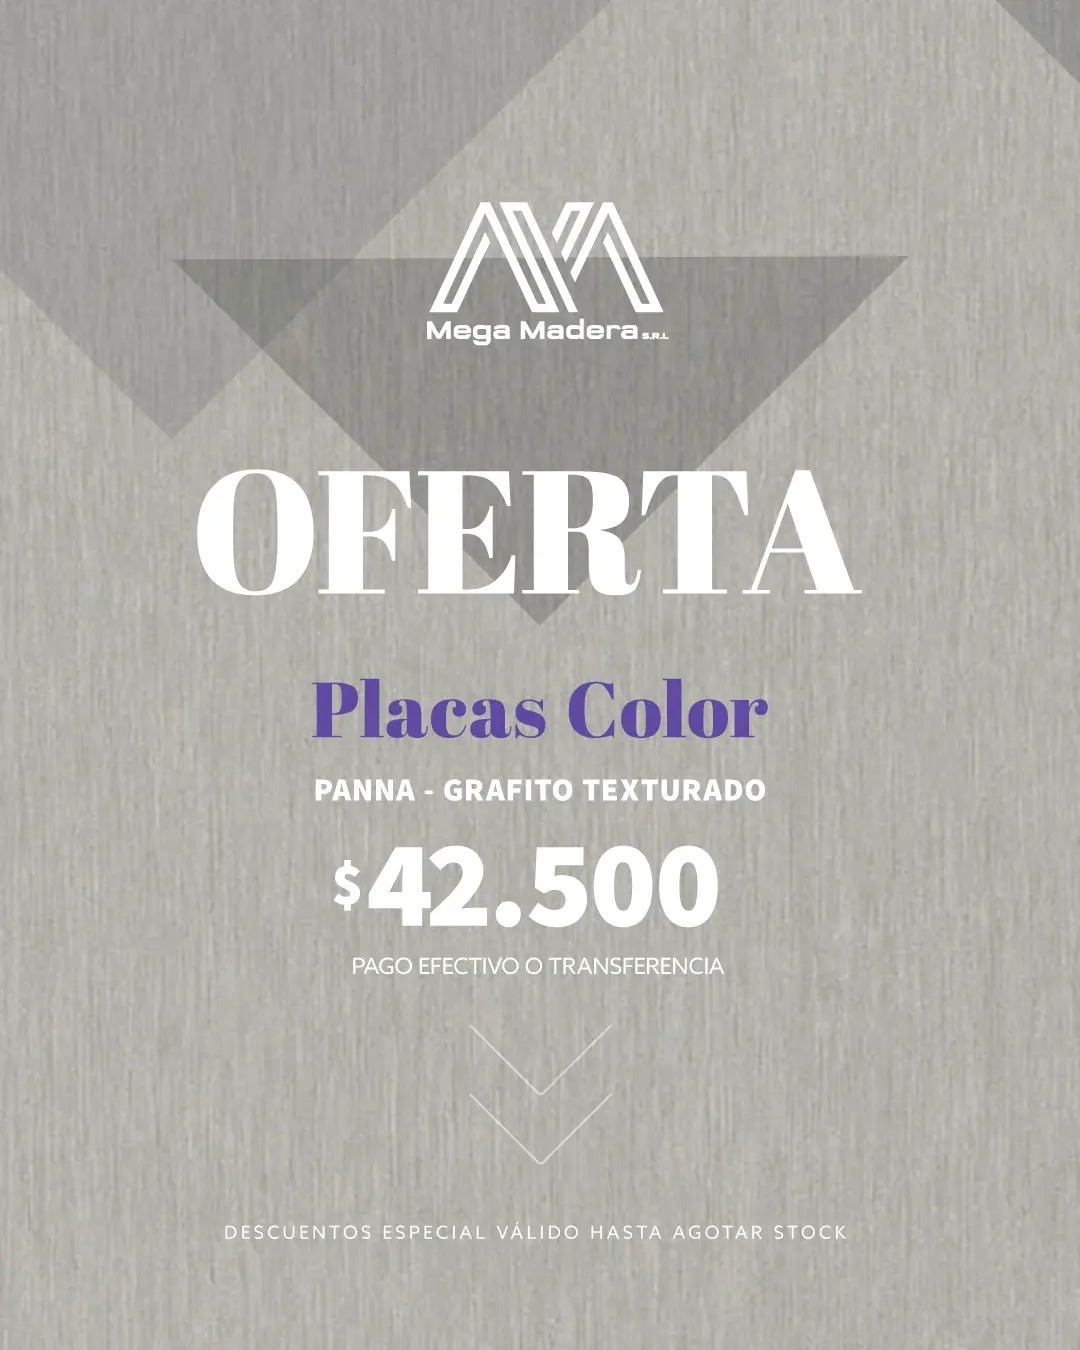 Mega Madera S.R.L
OFERTA
Placas Color
PANNA - GRAFITO TEXTURADO
$42.500
PAGO EFECTIVO O TRANSFERENCIA
DESCUENTOS ESPECIAL VÁLIDO HASTA AGOTAR STOCK